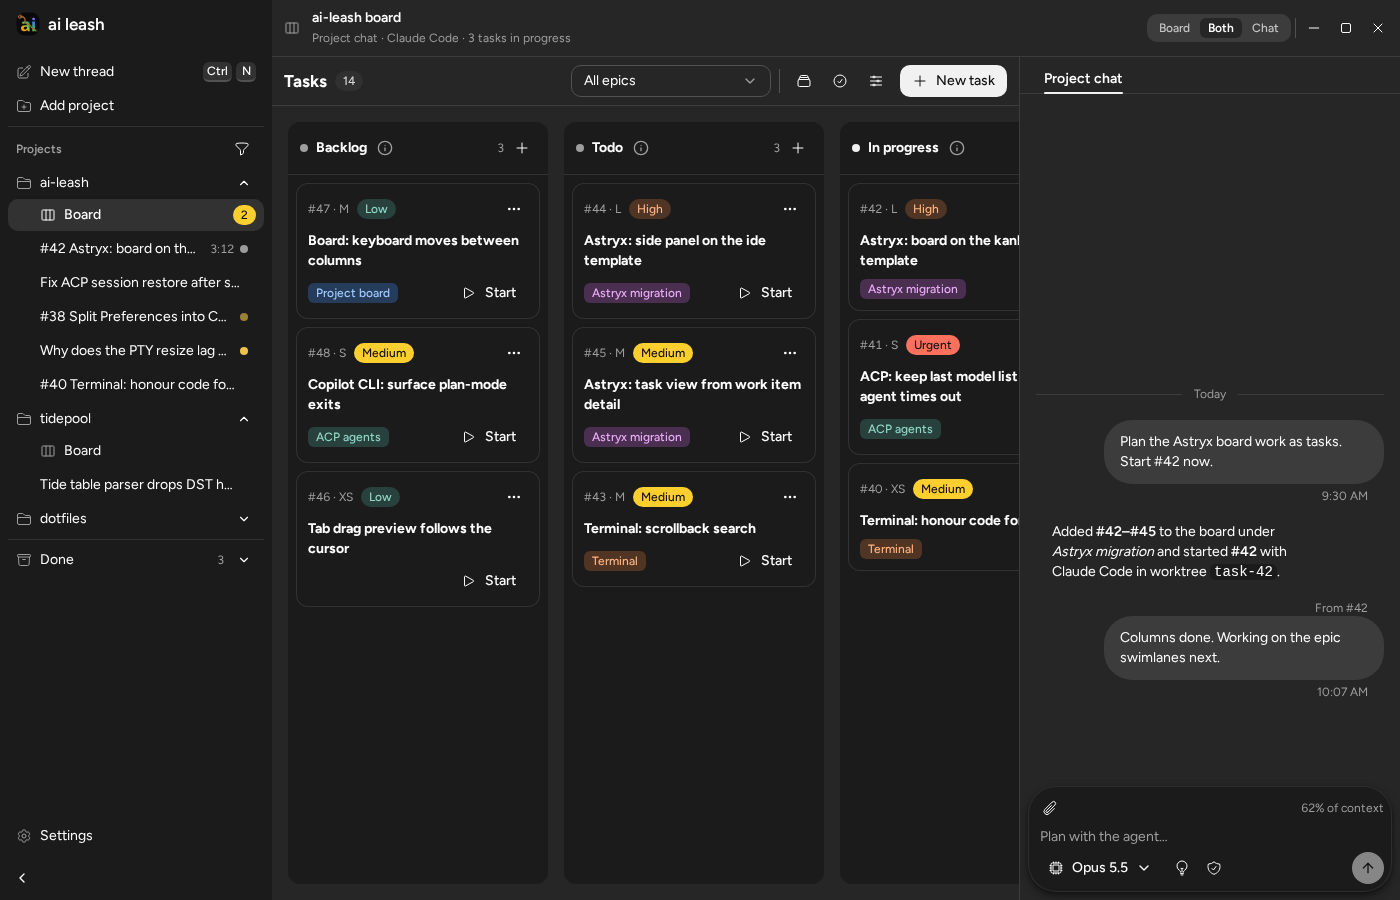 ai leash
New thread
Ctrl N
Add project
Projects
ai-leash
Board
2
#42 Astryx: board on th...
3:12
Fix ACP session restore after s...
#38 Split Preferences into C...
Why does the PTY resize lag ...
#40 Terminal: honour code fo...
tidepool
Board
Tide table parser drops DST h...
dotfiles
Done
3
Settings
ai-leash board
Project chat · Claude Code · 3 tasks in progress
Board
Both
Chat
Tasks
14
All epics
New task
Backlog
3
#47 · M
Low
Board: keyboard moves between
columns
Project board
Start
#48 · S
Medium
Copilot CLI: surface plan-mode
exits
ACP agents
Start
#46 · XS
Low
Tab drag preview follows the
cursor
Start
Todo
3
#44 · L
High
Astryx: side panel on the ide
template
Astryx migration
Start
#45 · M
Medium
Astryx: task view from work item
detail
Astryx migration
Start
#43 · M
Medium
Terminal: scrollback search
Terminal
Start
In progress
#42 · L
High
Astryx: board on the kan
template
Astryx migration
#41 · S
Urgent
ACP: keep last model list
agent times out
ACP agents
#40 · XS
Medium
Terminal: honour code fo
Terminal
Project chat
Today
Plan the Astryx board work as tasks.
Start #42 now.
9:30 AM
Added #42–#45 to the board under
Astryx migration and started #42 with
Claude Code in worktree task-42.
From #42
Columns done. Working on the epic
swimlanes next.
10:07 AM
62% of context
Plan with the agent...
Opus 5.5